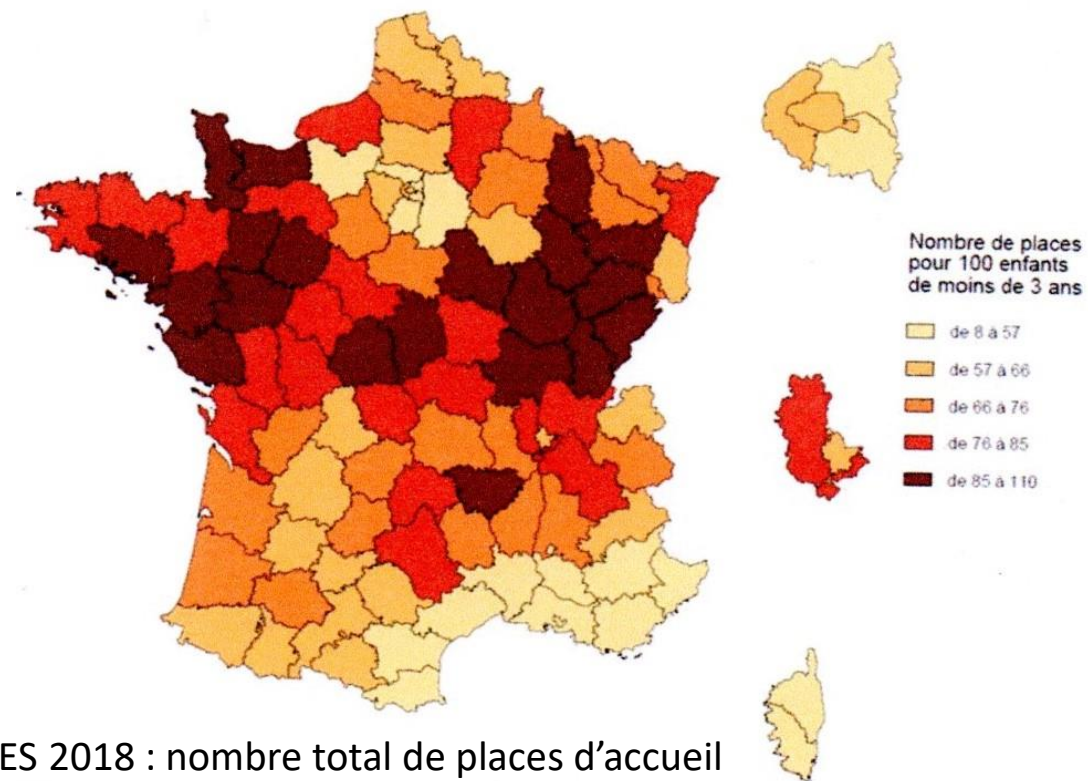 Nombre de places
pour 100 enfants
de moins de 3 ans
de 8 à 57
de 57 à 66
de 66 à 76
de 76 à 85
de 85 à 110
ES 2018 : nombre total de places d’accueil